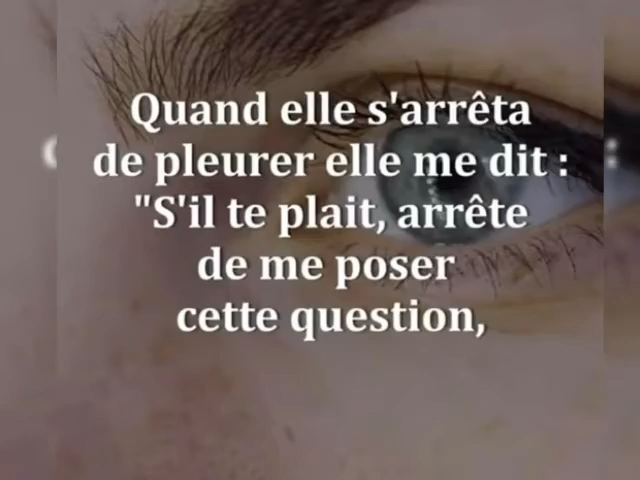 Quand elle s'arrêta
de pleurer elle me dit :
"S'il te plait, arrête
de me poser
cette question,